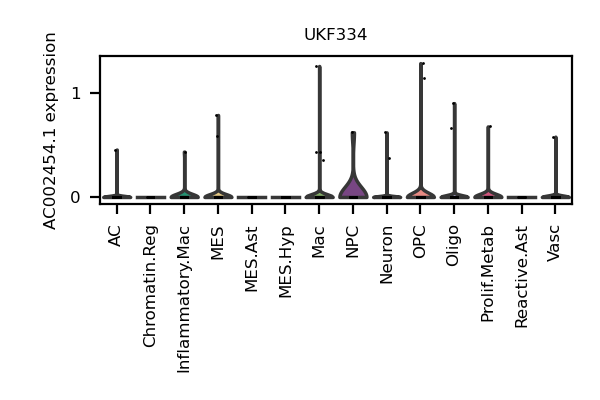 UKF334
AC002454.1 expression
1
0
AC
Chromatin.Reg
Inflammatory.Mac
MES
MES.Ast
MES.Hyp
Mac
NPC
Neuron
OPC
Oligo
Prolif.Metab
Reactive.Ast
Vasc